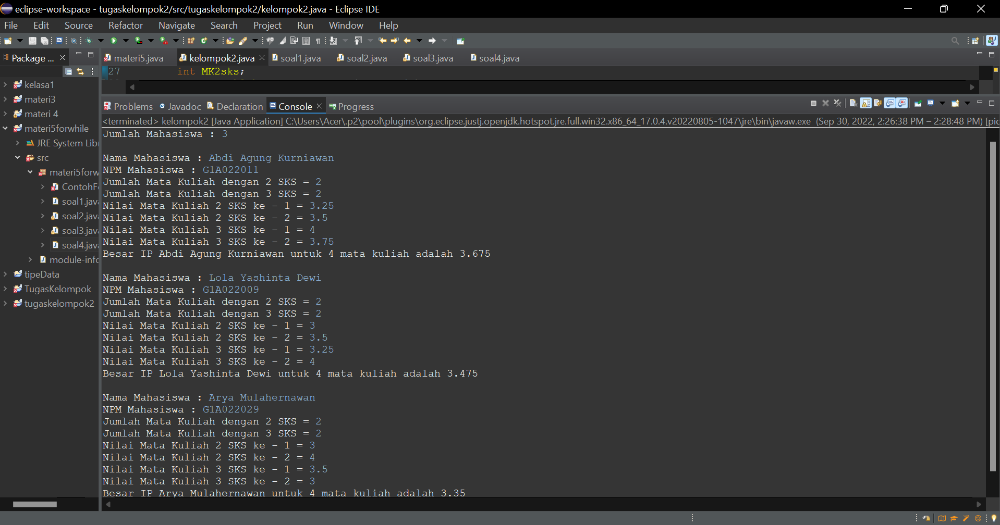 eclipse-workspace - tugaskelompok2/src/tugaskelompok2/kelompok2.java - Eclipse IDE
File Edit Source Refactor Navigate Search Project Run Window Help
Package ...
materi5.java kelompok2.java soal1.java soal2.java soal3.java soal4.java
27 int MK2sks;
kelasa1
materi3
materi 4
materi5forwhile
JRE System Libr
src
materi5forw
ContohFo
soal1.java
soal2.java
soal3.java
soal4.java
module-info
tipeData
TugasKelompok
tugaskelompok2
Problems Javadoc Declaration Console Progress
<terminated> kelompok2 [Java Application] C:\Users\Acer\.p2\pool\plugins\org.eclipse.justj.openjdk.hotspot.jre.full.win32.x86_64_17.0.4.v20220805-1047\jre\bin\javaw.exe (Sep 30, 2022, 2:26:38 PM – 2:28:48 PM) [pic
Jumlah Mahasiswa : 3
Nama Mahasiswa : Abdi Agung Kurniawan
NPM Mahasiswa : G1A022011
Jumlah Mata Kuliah dengan 2 SKS = 2
Jumlah Mata Kuliah dengan 3 SKS = 2
Nilai Mata Kuliah 2 SKS ke - 1 = 3.25
Nilai Mata Kuliah 2 SKS ke - 2 = 3.5
Nilai Mata Kuliah 3 SKS ke - 1 = 4
Nilai Mata Kuliah 3 SKS ke - 2 = 3.75
Besar IP Abdi Agung Kurniawan untuk 4 mata kuliah adalah 3.675
Nama Mahasiswa : Lola Yashinta Dewi
NPM Mahasiswa : G1A022009
Jumlah Mata Kuliah dengan 2 SKS = 2
Jumlah Mata Kuliah dengan 3 SKS = 2
Nilai Mata Kuliah 2 SKS ke - 1 = 3
Nilai Mata Kuliah 2 SKS ke - 2 = 3.5
Nilai Mata Kuliah 3 SKS ke - 1 = 3.25
Nilai Mata Kuliah 3 SKS ke - 2 = 4
Besar IP Lola Yashinta Dewi untuk 4 mata kuliah adalah 3.475
Nama Mahasiswa : Arya Mulahernawan
NPM Mahasiswa : G1A022029
Jumlah Mata Kuliah dengan 2 SKS = 2
Jumlah Mata Kuliah dengan 3 SKS = 2
Nilai Mata Kuliah 2 SKS ke - 1 = 3
Nilai Mata Kuliah 2 SKS ke - 2 = 4
Nilai Mata Kuliah 3 SKS ke - 1 = 3.5
Nilai Mata Kuliah 3 SKS ke - 2 = 3
Besar IP Arya Mulahernawan untuk 4 mata kuliah adalah 3.35